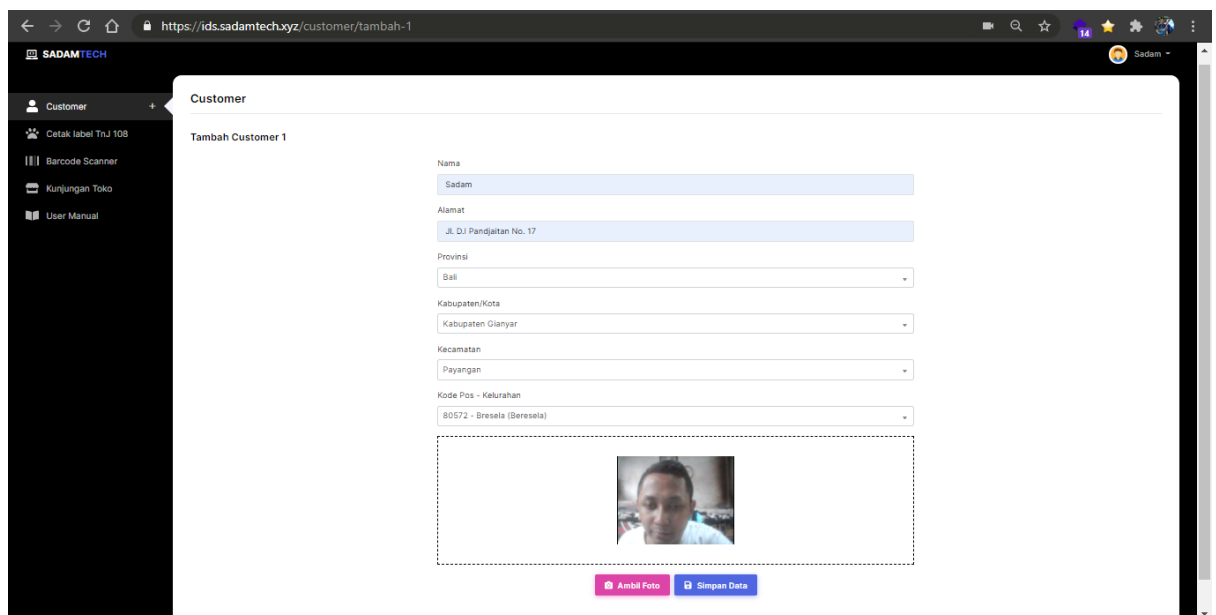 https://ids.sadamtech.xyz/customer/tambah-1
14
SADAMTECH
Sadam
Customer +
Cetak label TnJ 108
Barcode Scanner
Kunjungan Toko
User Manual
Customer
Tambah Customer 1
Nama
Sadam
Alamat
Jl. D.I Pandjaitan No. 17
Provinsi
Bali
Kabupaten/Kota
Kabupaten Gianyar
Kecamatan
Payangan
Kode Pos - Kelurahan
80572 - Bresela (Beresela)
Ambil Foto
Simpan Data